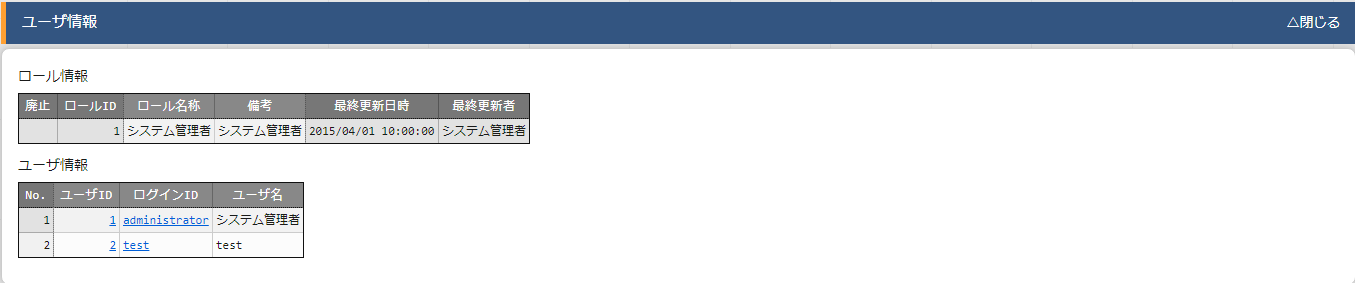 ユーザ情報 △閉じる
ロール情報
廃止 ロールID ロール名称 備考 最終更新日時 最終更新者
1 システム管理者 システム管理者 2015/04/01 10:00:00 システム管理者
ユーザ情報
No. ユーザID ログインID ユーザ名
1 1 administrator システム管理者
2 2 test test